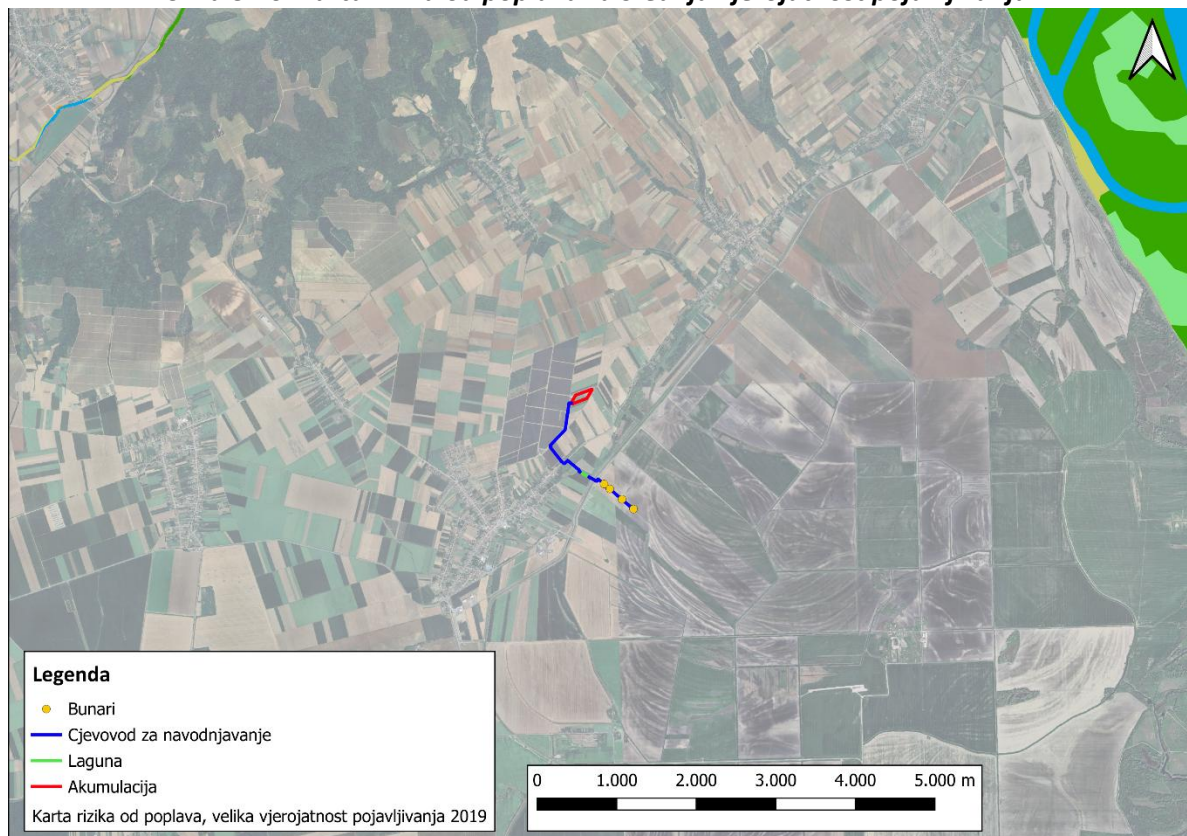 Legenda
Bunari
Cjevovod za navodnjavanje
Laguna
Akumulacija
Karta rizika od poplava, velika vjerojatnost pojavljivanja 2019
0 1.000 2.000 3.000 4.000 5.000 m